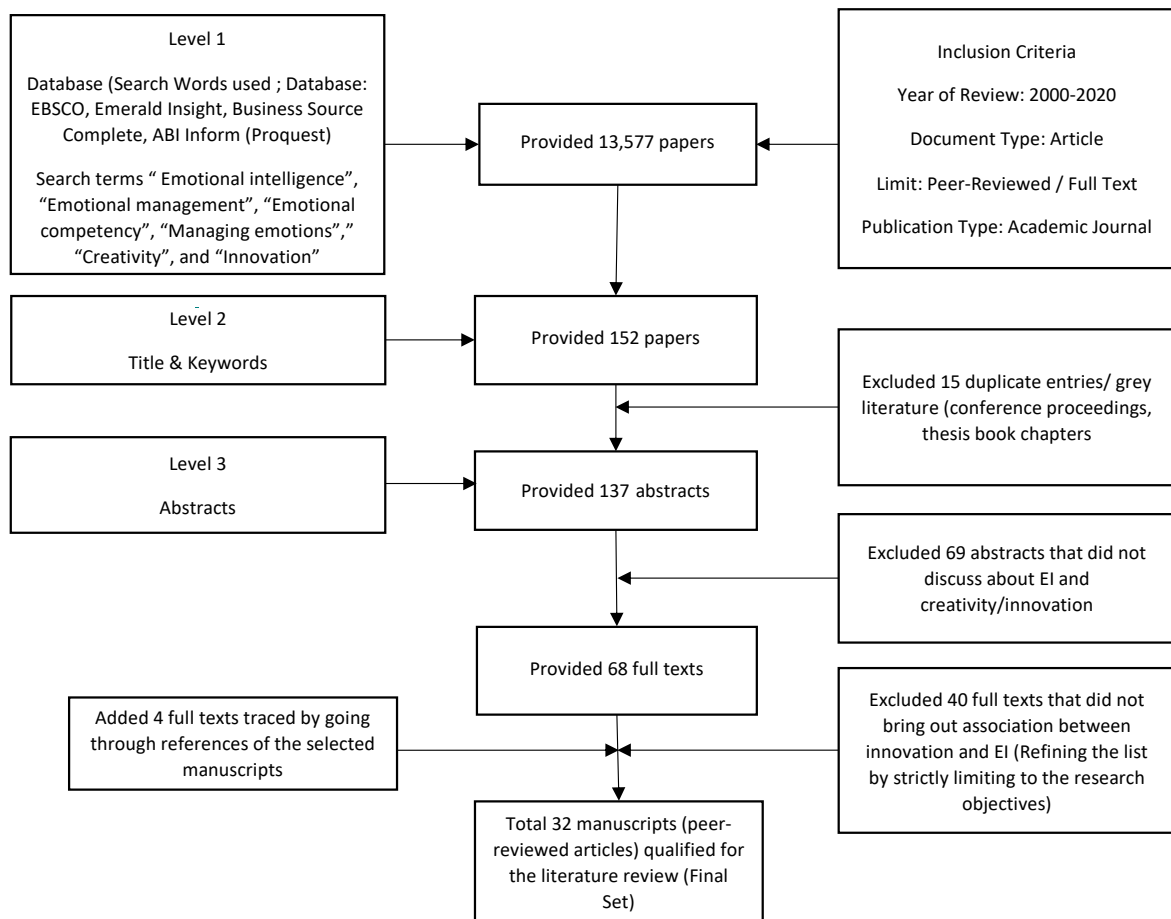 Level 1
Database (Search Words used ; Database:
EBSCO, Emerald Insight, Business Source
Complete, ABI Inform (Proquest)
Search terms “ Emotional intelligence”,
“Emotional management”, “Emotional
competency”, “Managing emotions”,”
“Creativity”, and “Innovation”
Provided 13,577 papers
Inclusion Criteria
Year of Review: 2000-2020
Document Type: Article
Limit: Peer-Reviewed / Full Text
Publication Type: Academic Journal
Level 2
Title & Keywords
Provided 152 papers
Excluded 15 duplicate entries/ grey
literature (conference proceedings,
thesis book chapters
Level 3
Abstracts
Provided 137 abstracts
Excluded 69 abstracts that did not
discuss about EI and
creativity/innovation
Provided 68 full texts
Added 4 full texts traced by going
through references of the selected
manuscripts
Excluded 40 full texts that did not
bring out association between
innovation and EI (Refining the list
by strictly limiting to the research
objectives)
Total 32 manuscripts (peer-
reviewed articles) qualified for
the literature review (Final
Set)